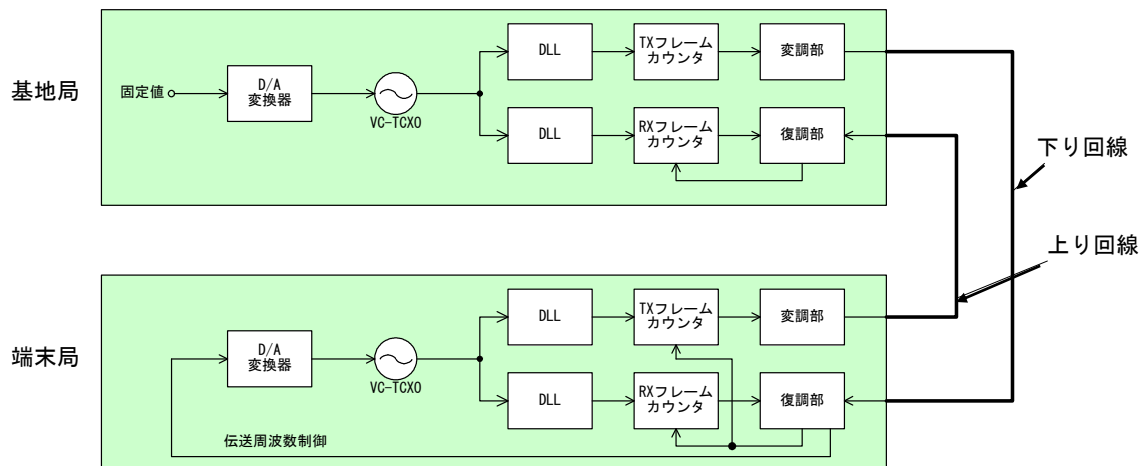 基地局
固定値
D/A
変換器
VC-TCXO
DLL
TXフレーム
カウンタ
変調部
DLL
RXフレーム
カウンタ
復調部
下り回線
上り回線
端末局
D/A
変換器
VC-TCXO
DLL
TXフレーム
カウンタ
変調部
DLL
RXフレーム
カウンタ
復調部
伝送周波数制御